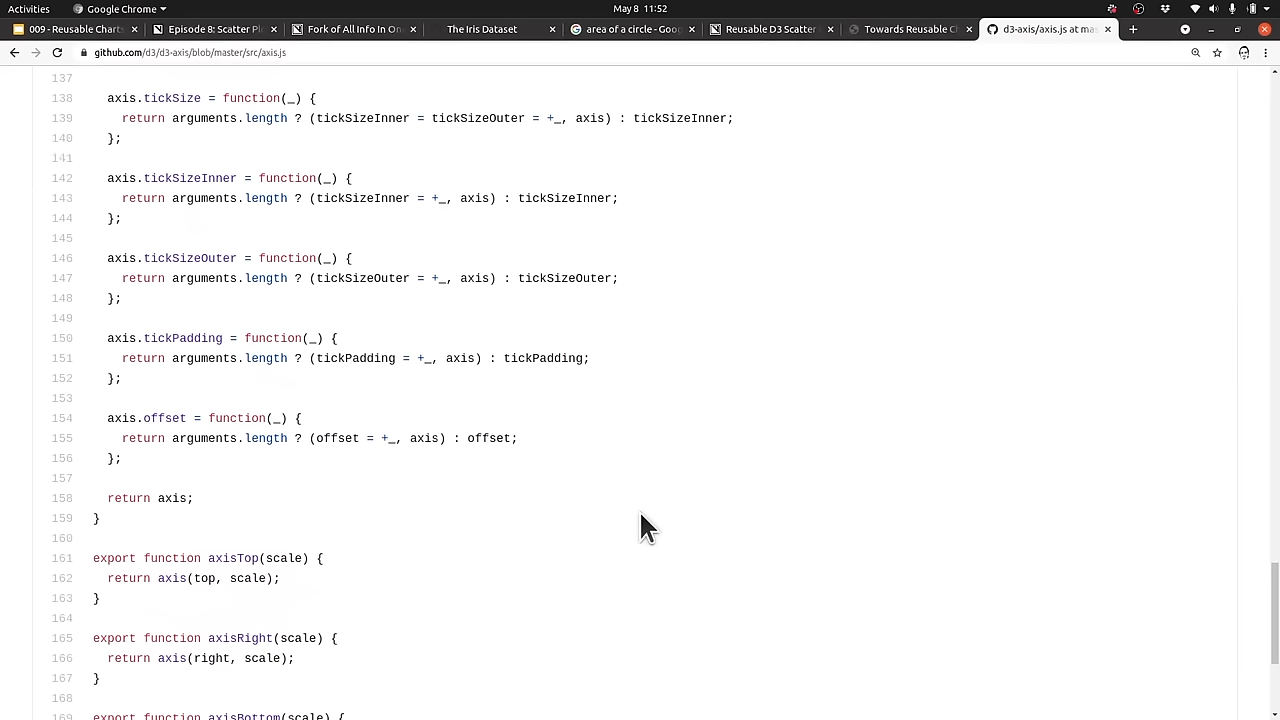 Activities Google Chrome May 8 11:52
009 - Reusable Charts Episode 8: Scatter Pl Fork of All Info In On The Iris Dataset area of a circle - Goo Reusable D3 Scatter Towards Reusable C d3-axis/axis.js at mas
github.com/d3/d3-axis/blob/master/src/axis.js
137
138 axis.tickSize = function(_) {
139 return arguments.length ? (tickSizeInner = tickSizeOuter = +_, axis) : tickSizeInner;
140 };
141
142 axis.tickSizeInner = function(_) {
143 return arguments.length ? (tickSizeInner = +_, axis) : tickSizeInner;
144 };
145
146 axis.tickSizeOuter = function(_) {
147 return arguments.length ? (tickSizeOuter = +_, axis) : tickSizeOuter;
148 };
149
150 axis.tickPadding = function(_) {
151 return arguments.length ? (tickPadding = +_, axis) : tickPadding;
152 };
153
154 axis.offset = function(_) {
155 return arguments.length ? (offset = +_, axis) : offset;
156 };
157
158 return axis;
159 }
160
161 export function axisTop(scale) {
162 return axis(top, scale);
163 }
164
165 export function axisRight(scale) {
166 return axis(right, scale);
167 }
168
169 export function axisBottom(scale) {